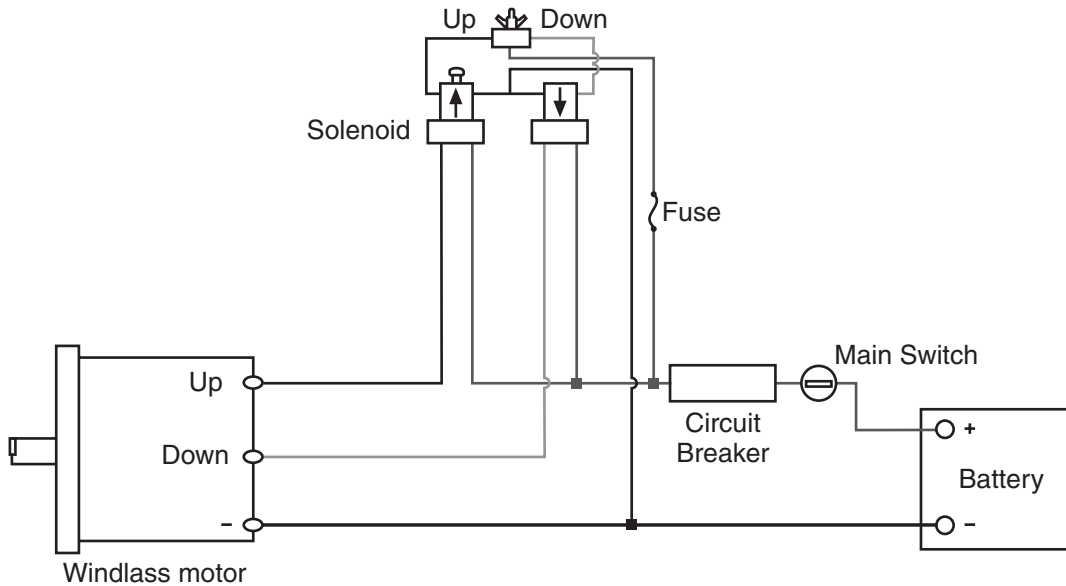 Up
Down
Solenoid
Fuse
Main Switch
Up
Circuit
Breaker
+
Down
Battery
–
–
Windlass motor